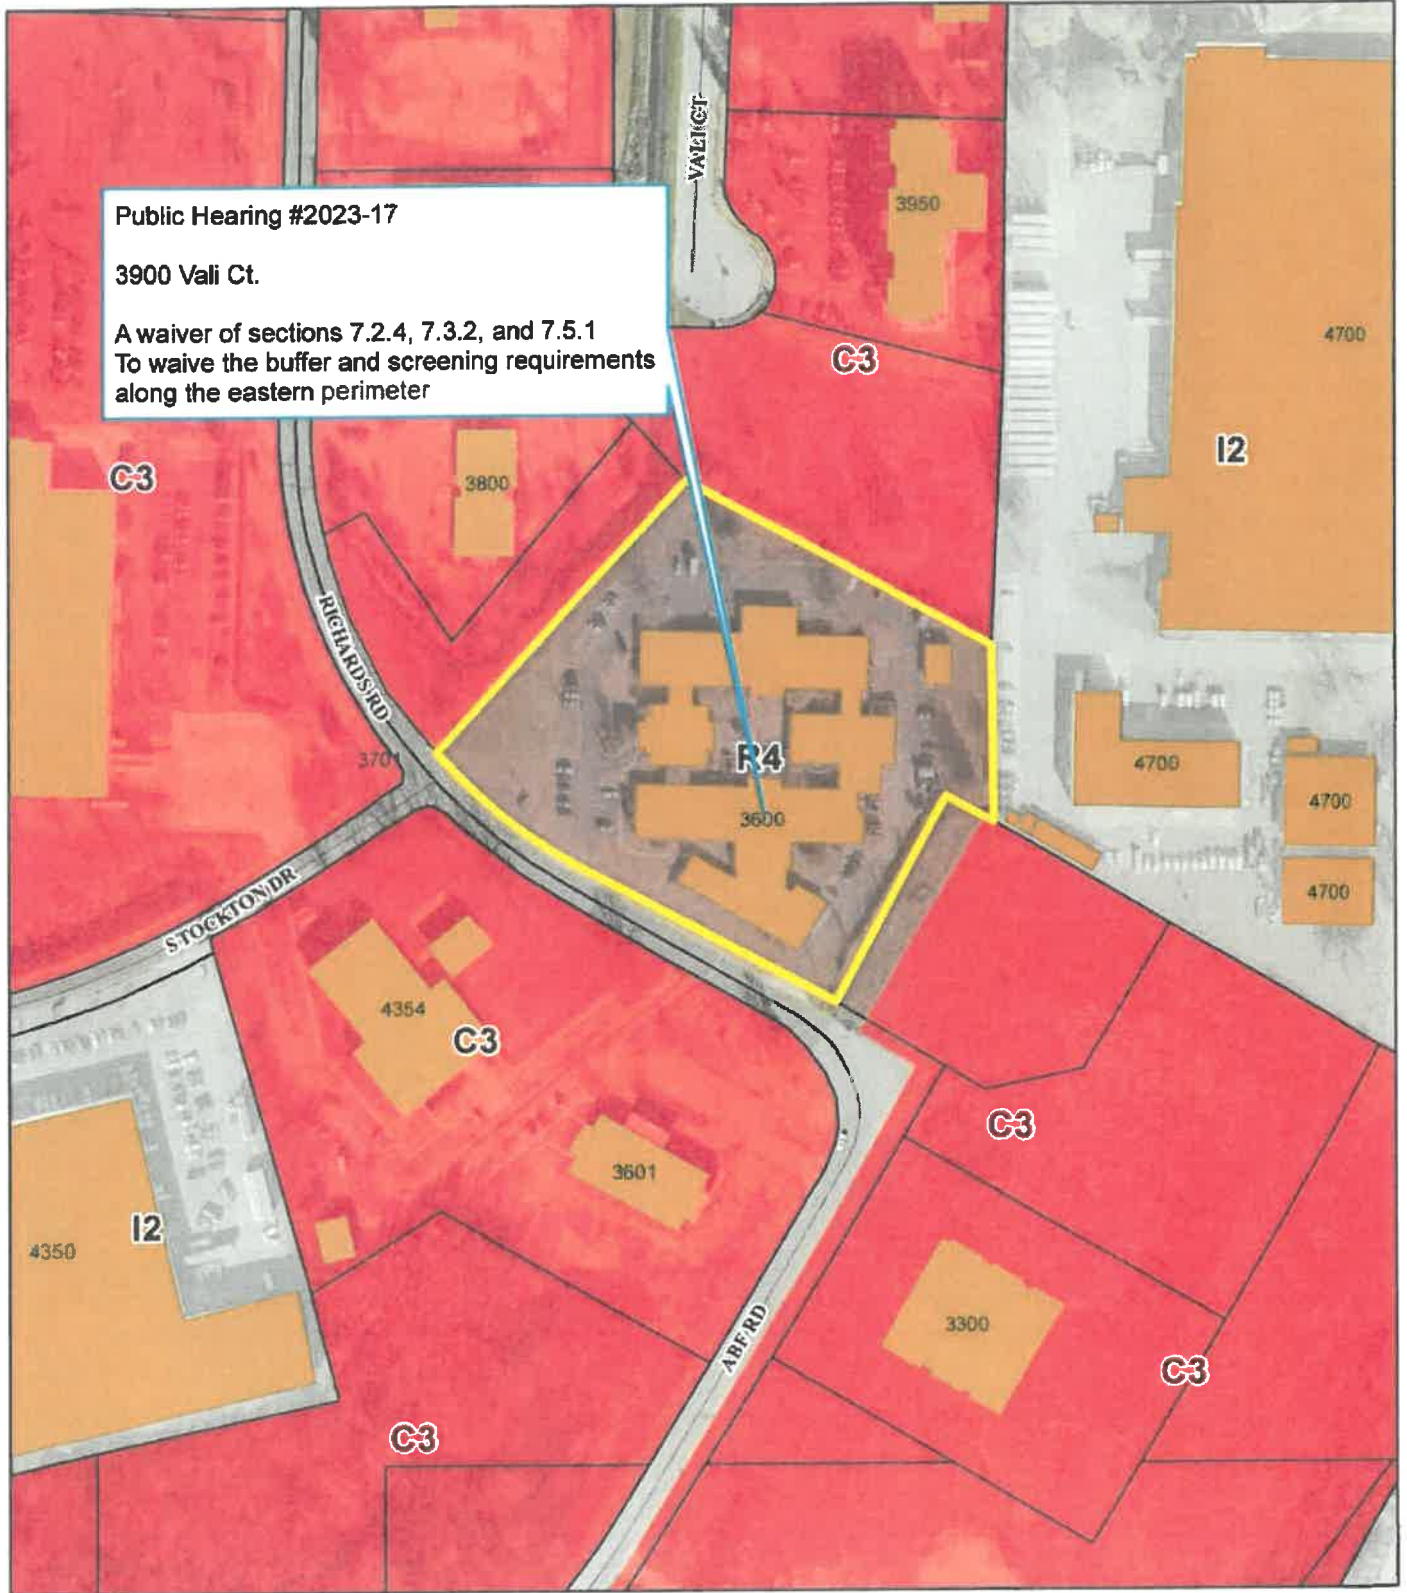 VALI CT
3950
Public Hearing #2023-17
3900 Vali Ct.
A waiver of sections 7.2.4, 7.3.2, and 7.5.1
To waive the buffer and screening requirements
along the eastern perimeter
4700
C3
I2
C3
3800
RICHARDS RD
3701
R4
3600
4700
4700
4700
STOCKTON DR
4354
C3
C3
3601
I2
4350
ABF RD
3300
C3
C3